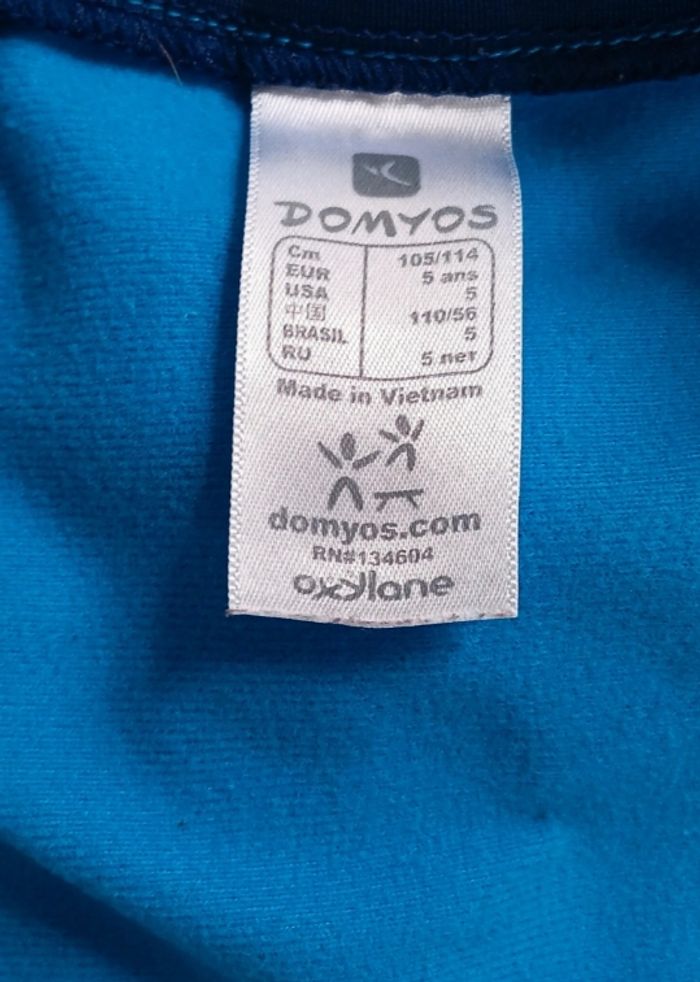 DOMYOS
Cm 105/114
EUR 5 ans
USA 5
中国 110/56
BRASIL 5
RU 5 лет
Made in Vietnam
domyos.com
RN#134604
oxylane